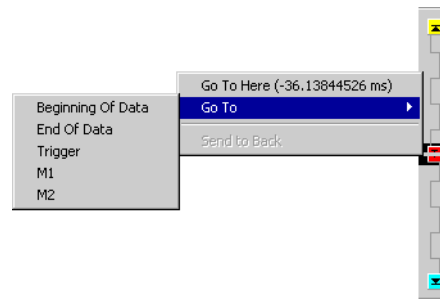 Go To Here (-36.13844526 ms)
Go To
Send to Back
Beginning Of Data
End Of Data
Trigger
M1
M2